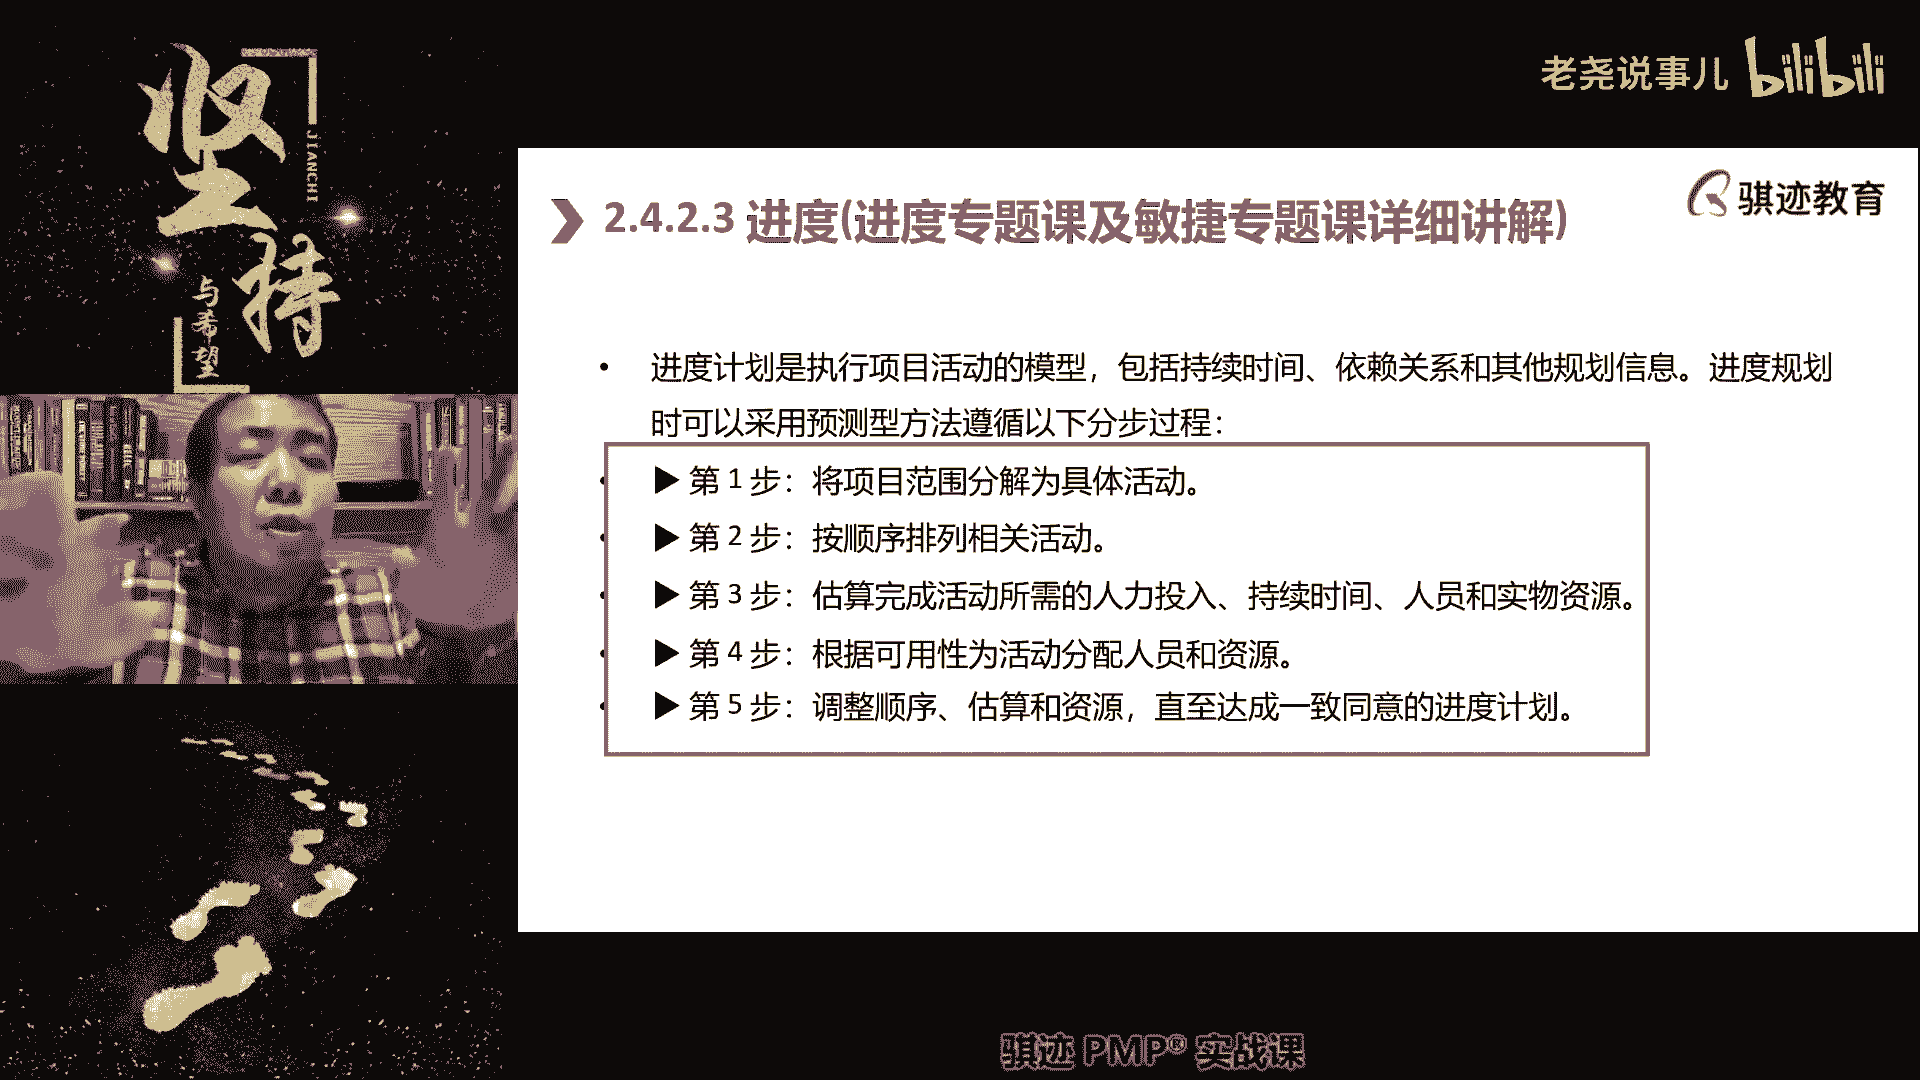 坚
JIANCHI
持
与希望
老尧说事儿 bilibili
骐迹教育
2.4.2.3 进度(进度专题课及敏捷专题课详细讲解)
• 进度计划是执行项目活动的模型，包括持续时间、依赖关系和其他规划信息。进度规划
时可以采用预测型方法遵循以下分步过程：
▶ 第 1 步：将项目范围分解为具体活动。
▶ 第 2 步：按顺序排列相关活动。
▶ 第 3 步：估算完成活动所需的人力投入、持续时间、人员和实物资源。
▶ 第 4 步：根据可用性为活动分配人员和资源。
▶ 第 5 步：调整顺序、估算和资源，直至达成一致同意的进度计划。
骐迹 PMP® 实战课